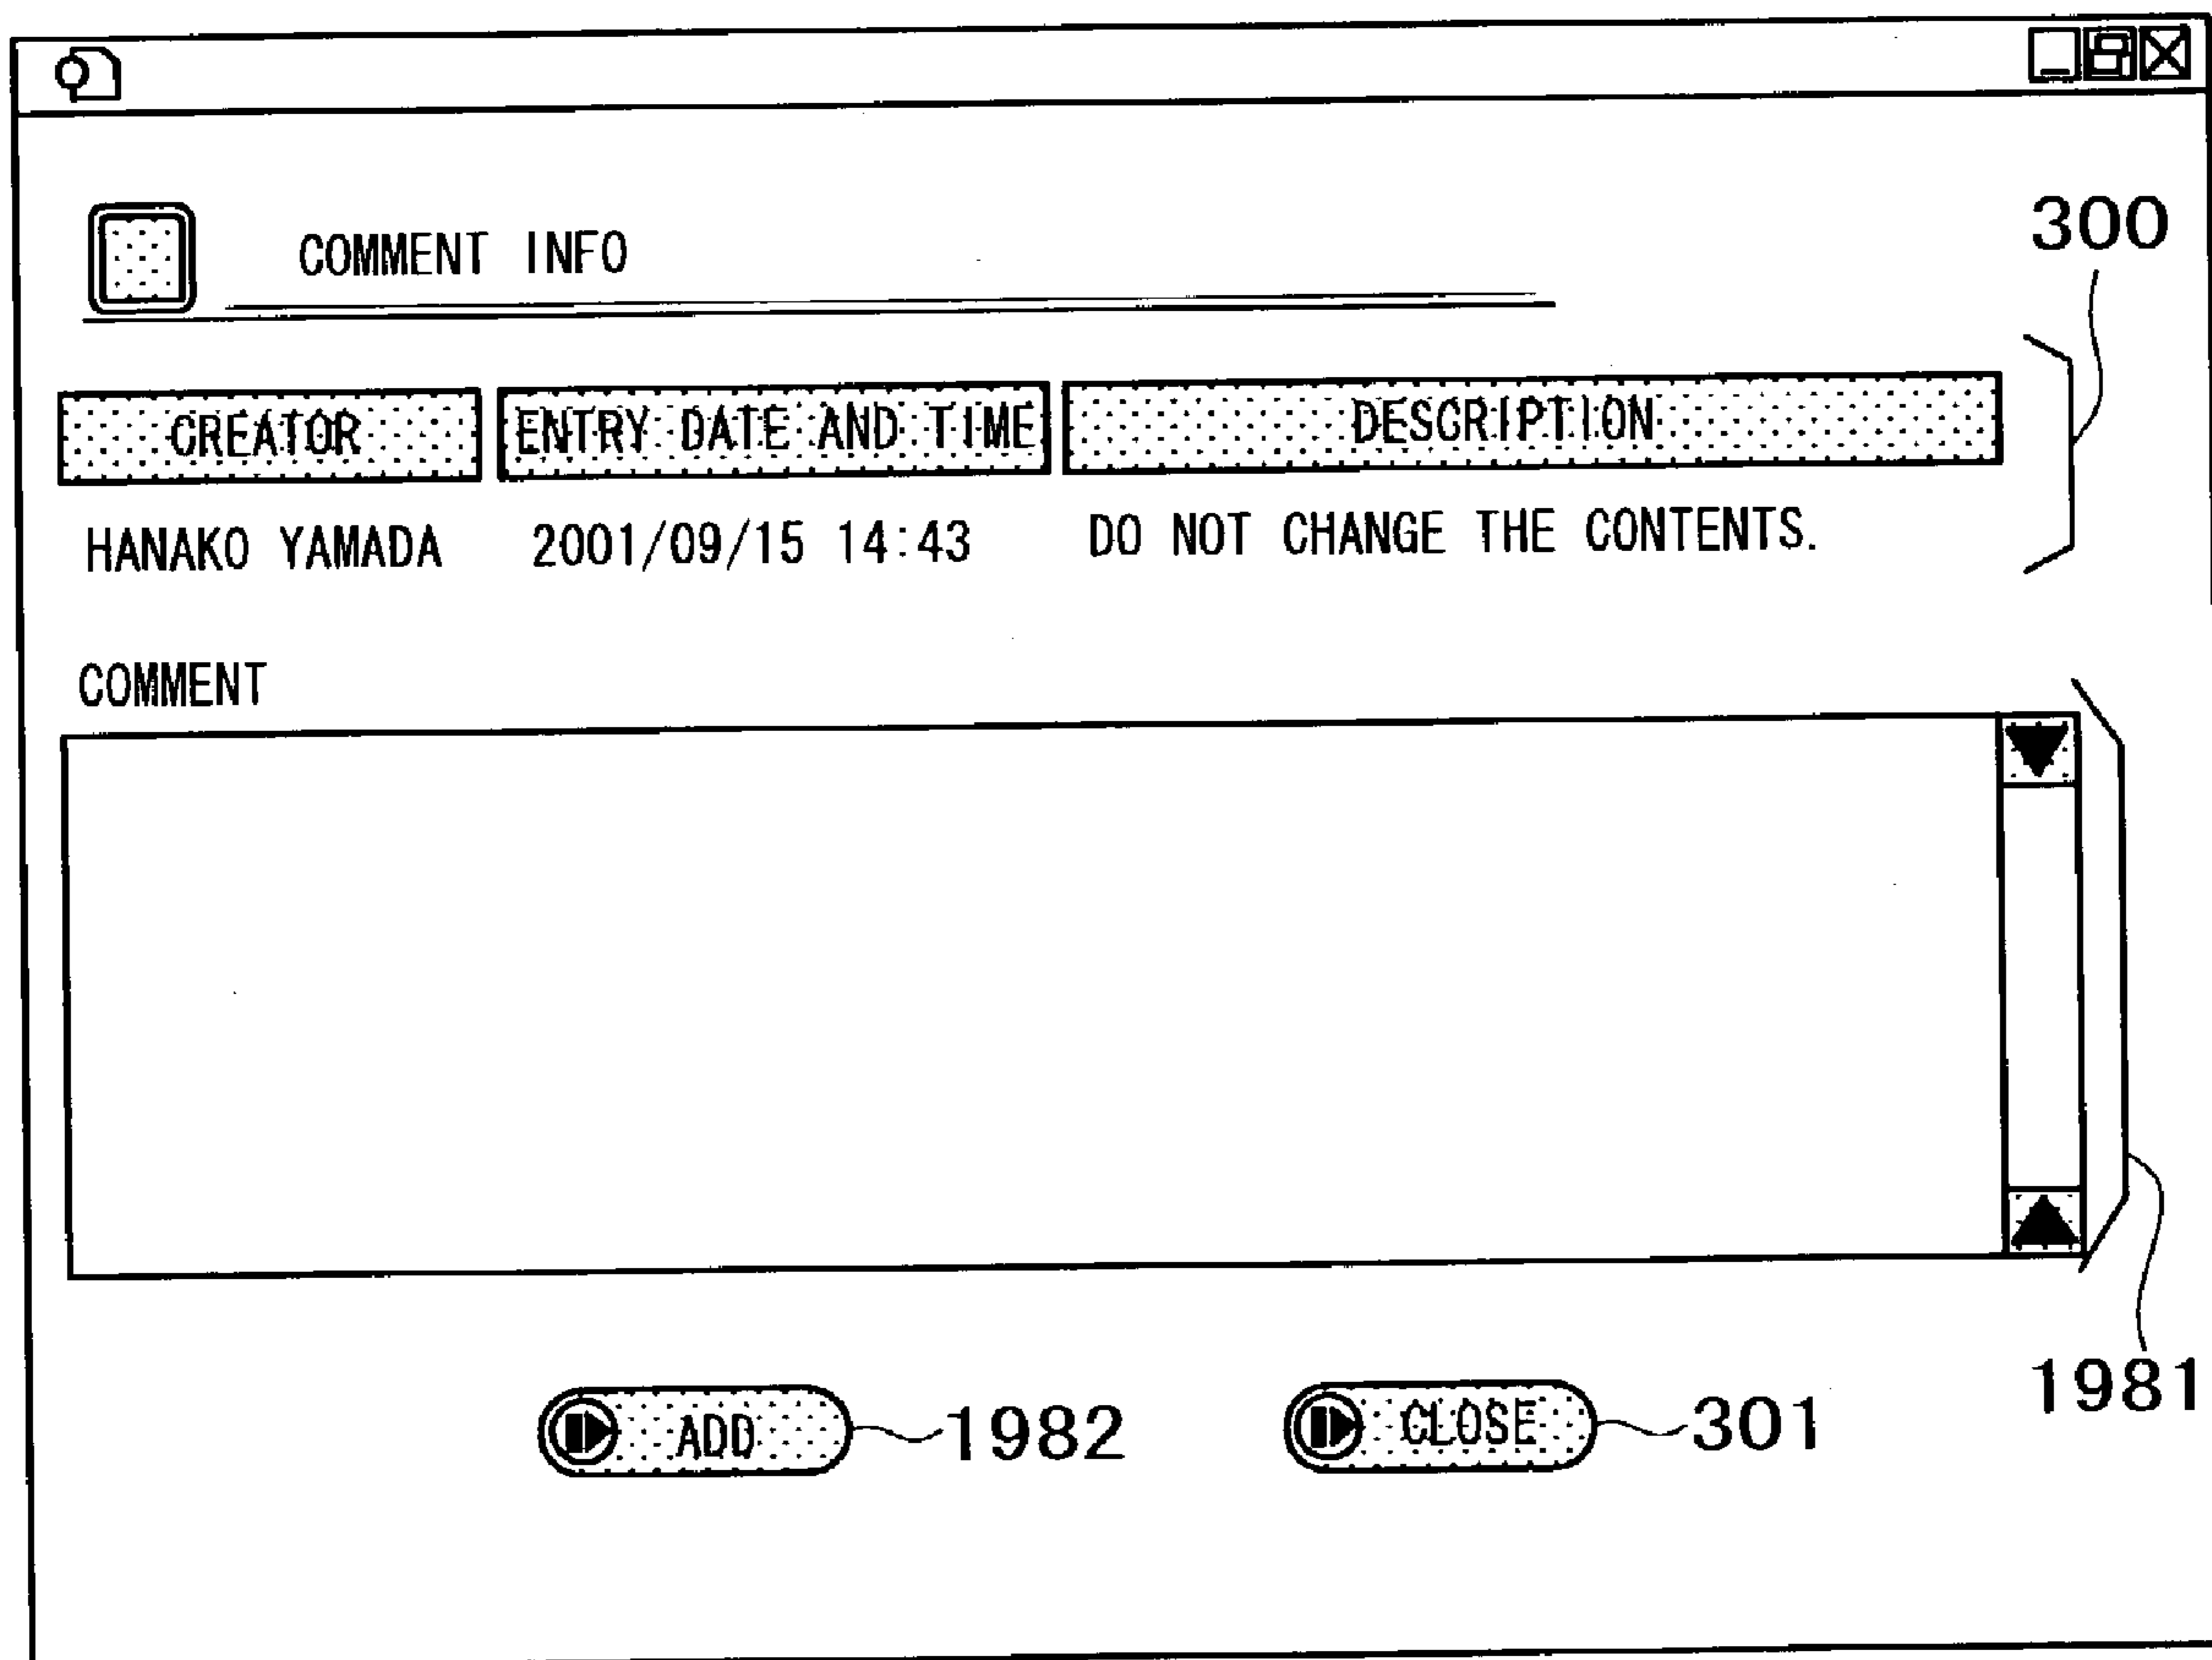 COMMENT INFO
300
CREATOR ENTRY DATE AND TIME DESCRIPTION
HANAKO YAMADA 2001/09/15 14:43 DO NOT CHANGE THE CONTENTS.
COMMENT
1981
ADD 1982 CLOSE 301